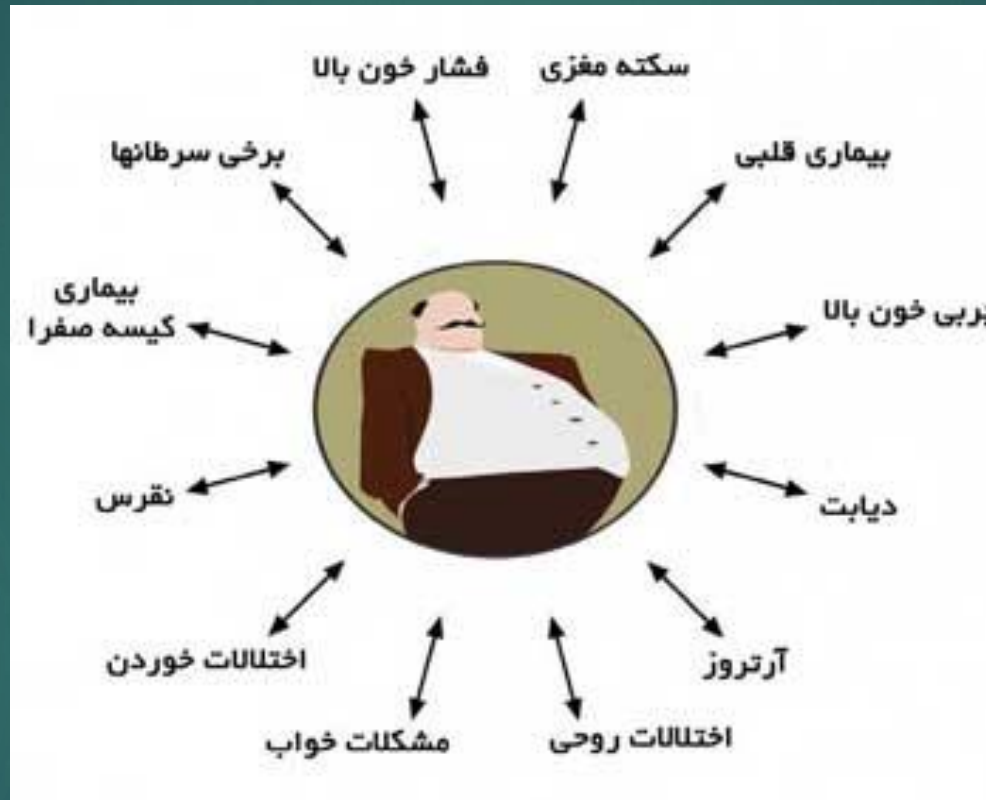 سکته مغزی
فشار خون بالا
بیماری قلبی
برخی سرطانها
بیماری
کیسه صفرا
خون بالا
دیابت
نقرس
آرتروز
اختلالات خوردن
اختلالات روحی
مشکلات خواب